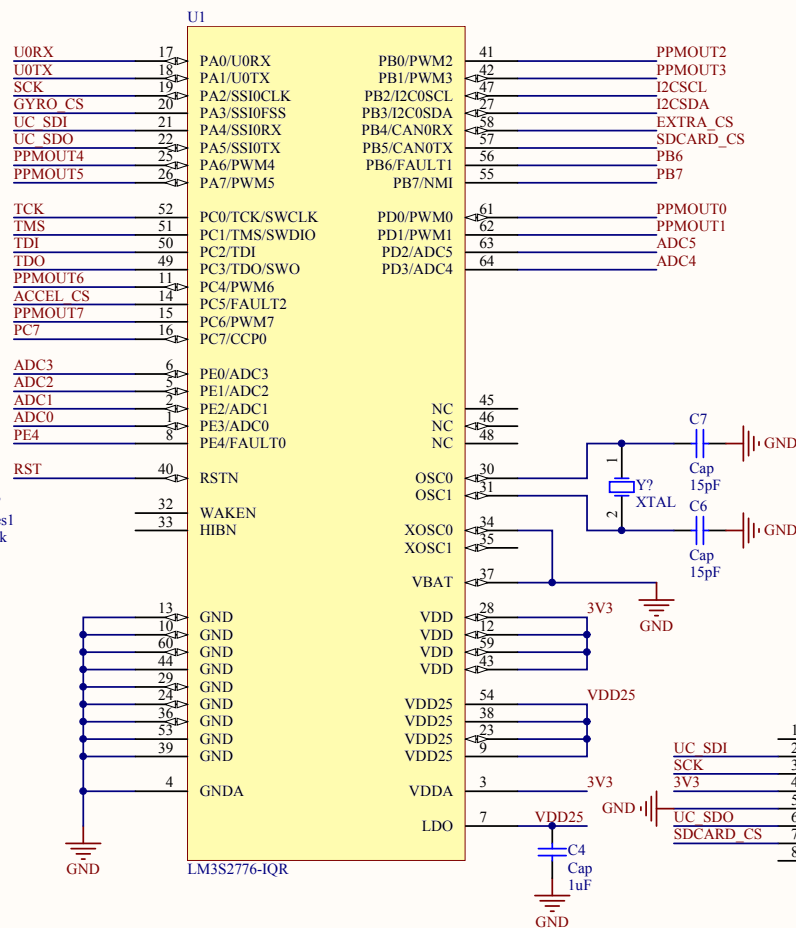 U1
U0RX 17 PA0/U0RX PB0/PWM2 41 PPMOUT2
U0TX 18 PA1/U0TX PB1/PWM3 42 PPMOUT3
SCK 19 PA2/SSI0CLK PB2/I2C0SCL 47 I2CSCL
GYRO_CS 20 PA3/SSI0FSS PB3/I2C0SDA 27 I2CSDA
UC_SDI 21 PA4/SSI0RX PB4/CAN0RX 58 EXTRA_CS
UC_SDO 22 PA5/SSI0TX PB5/CAN0TX 57 SDCARD_CS
PPMOUT4 25 PA6/PWM4 PB6/FAULT1 56 PB6
PPMOUT5 26 PA7/PWM5 PB7/NMI 55 PB7
TCK 52 PC0/TCK/SWCLK PD0/PWM0 61 PPMOUT0
TMS 51 PC1/TMS/SWDIO PD1/PWM1 62 PPMOUT1
TDI 50 PC2/TDI PD2/ADC5 63 ADC5
TDO 49 PC3/TDO/SWO PD3/ADC4 64 ADC4
PPMOUT6 11 PC4/PWM6
ACCEL_CS 14 PC5/FAULT2
PPMOUT7 15 PC6/PWM7
PC7 16 PC7/CCP0
ADC3 6 PE0/ADC3
ADC2 5 PE1/ADC2
ADC1 2 PE2/ADC1 NC 45
ADC0 1 PE3/ADC0 NC 46
PE4 8 PE4/FAULT0 NC 48
C7
GND
Cap
15pF
RST 40 RSTN OSC0 30
OSC1 31
1
Y?
XTAL
2
C6
GND
Cap
15pF
es1
k
32 WAKEN
33 HIBN
XOSC0 34
XOSC1 35
VBAT 37
GND
13 GND VDD 28 3V3
10 GND VDD 12
60 GND VDD 59
44 GND VDD 43
29 GND
24 GND VDD25 54 VDD25
36 GND VDD25 38
53 GND VDD25 23
39 GND VDD25 9
4 GNDA VDDA 3 3V3
LDO 7 VDD25
GND
C4
Cap
1uF
GND
LM3S2776-IQR
1
UC_SDI 2
SCK 3
3V3 4
GND 5
UC_SDO 6
SDCARD_CS 7
8